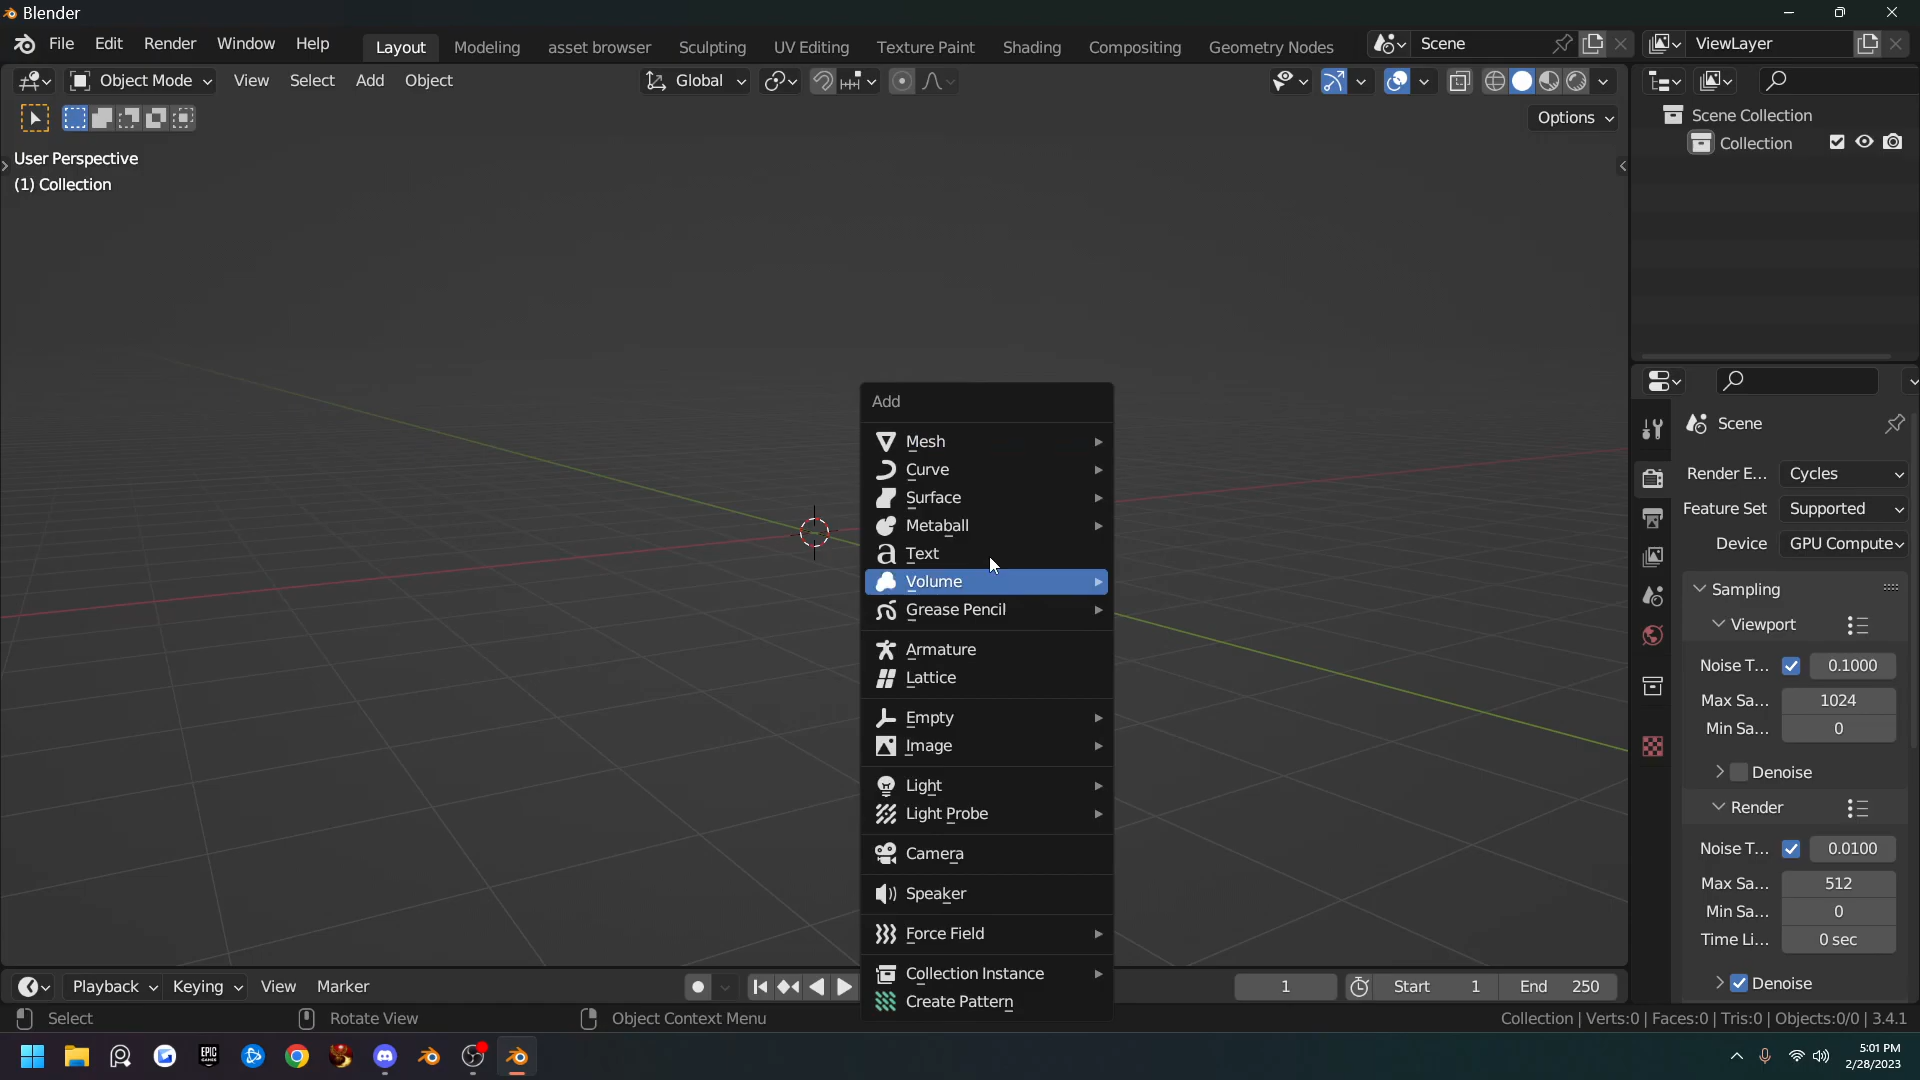 Blender
File Edit Render Window Help Layout Modeling asset browser Sculpting UV Editing Texture Paint Shading Compositing Geometry Nodes Scene ViewLayer
Object Mode View Select Add Object Global
Options
User Perspective
(1) Collection
Scene Collection
Collection
Add
Mesh
Curve
Surface
Metaball
Text
Volume
Grease Pencil
Armature
Lattice
Empty
Image
Light
Light Probe
Camera
Speaker
Force Field
Collection Instance
Create Pattern
Scene
Render E... Cycles
Feature Set Supported
Device GPU Compute
Sampling
Viewport
Noise T... 0.1000
Max Sa... 1024
Min Sa... 0
Denoise
Render
Noise T... 0.0100
Max Sa... 512
Min Sa... 0
Time Li... 0 sec
Denoise
Playback Keying View Marker 1 Start 1 End 250
Select Rotate View Object Context Menu Collection | Verts:0 | Faces:0 | Tris:0 | Objects:0/0 | 3.4.1
EPIC GAMES
5:01 PM
2/28/2023